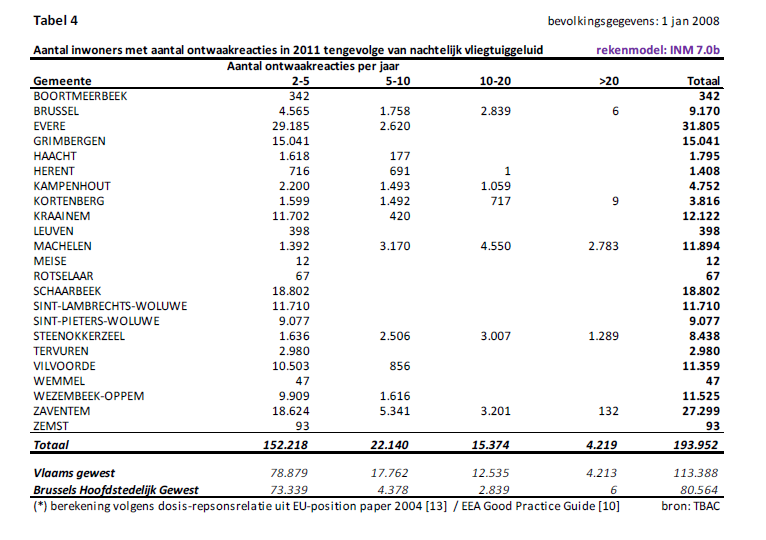 Tabel 4 bevolkingsgegevens: 1 jan 2008
Aantal inwoners met aantal ontwaakreacties in 2011 tengevolge van nachtelijk vliegtuiggeluid rekenmodel: INM 7.0b
Aantal ontwaakreacties per jaar
Gemeente 2-5 5-10 10-20 >20 Totaal
BOORTMEERBEEK 342 342
BRUSSEL 4.565 1.758 2.839 6 9.170
EVERE 29.185 2.620 31.805
GRIMBERGEN 15.041 15.041
HAACHT 1.618 177 1.795
HERENT 716 691 1 1.408
KAMPENHOUT 2.200 1.493 1.059 4.752
KORTENBERG 1.599 1.492 717 9 3.816
KRAAINEM 11.702 420 12.122
LEUVEN 398 398
MACHELEN 1.392 3.170 4.550 2.783 11.894
MEISE 12 12
ROTSELAAR 67 67
SCHAARBEEK 18.802 18.802
SINT-LAMBRECHTS-WOLUWE 11.710 11.710
SINT-PIETERS-WOLUWE 9.077 9.077
STEENOKKERZEEL 1.636 2.506 3.007 1.289 8.438
TERVUREN 2.980 2.980
VILVOORDE 10.503 856 11.359
WEMMEL 47 47
WEZEMBEEK-OPPEM 9.909 1.616 11.525
ZAVENTEM 18.624 5.341 3.201 132 27.299
ZEMST 93 93
Totaal 152.218 22.140 15.374 4.219 193.952
Vlaams gewest 78.879 17.762 12.535 4.213 113.388
Brussels Hoofdstedelijk Gewest 73.339 4.378 2.839 6 80.564
(*) berekening volgens dosis-repsonsrelatie uit EU-position paper 2004 [13] / EEA Good Practice Guide [10] bron: TBAC